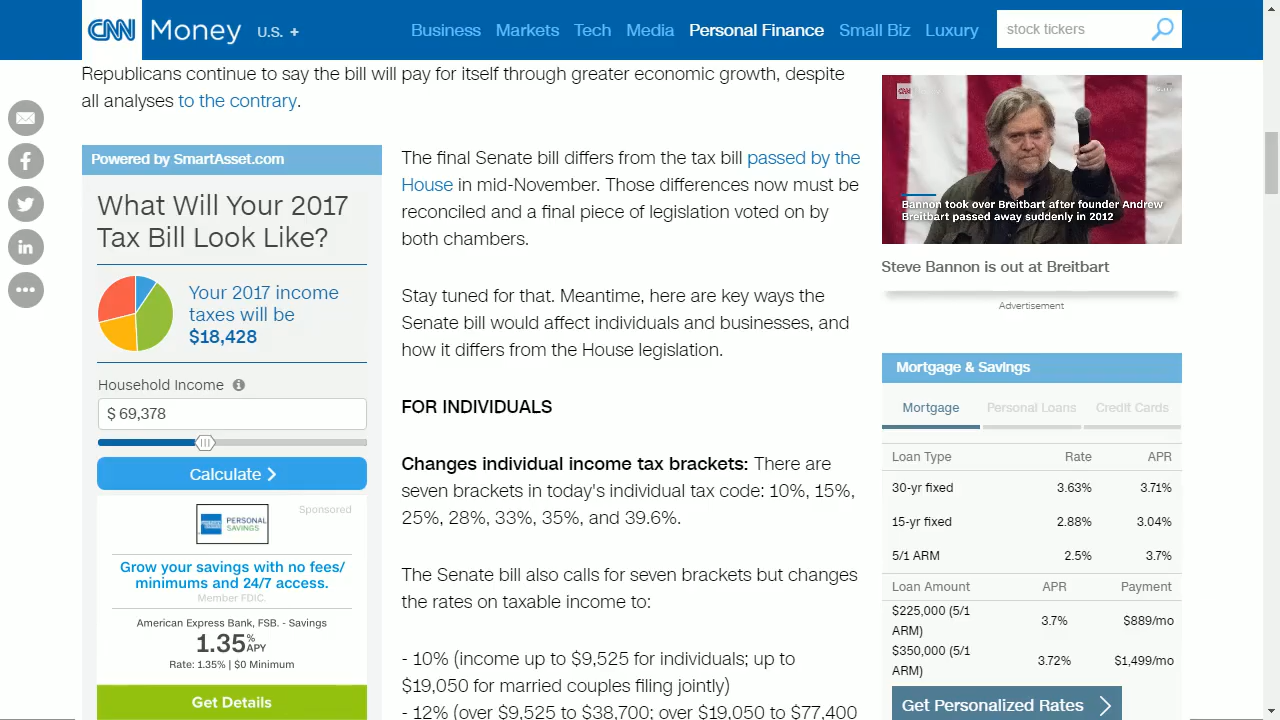 CNN Money U.S. +
Business Markets Tech Media Personal Finance Small Biz Luxury
stock tickers
Republicans continue to say the bill will pay for itself through greater economic growth, despite
all analyses to the contrary.
Powered by SmartAsset.com
What Will Your 2017
Tax Bill Look Like?
Your 2017 income
taxes will be
$18,428
Household Income
$ 69,378
Calculate
Sponsored
PERSONAL
SAVINGS
Grow your savings with no fees/
minimums and 24/7 access.
Member FDIC.
American Express Bank, FSB. - Savings
1.35% APY
Rate: 1.35% | $0 Minimum
Get Details
The final Senate bill differs from the tax bill passed by the
House in mid-November. Those differences now must be
reconciled and a final piece of legislation voted on by
both chambers.
Stay tuned for that. Meantime, here are key ways the
Senate bill would affect individuals and businesses, and
how it differs from the House legislation.
FOR INDIVIDUALS
Changes individual income tax brackets: There are
seven brackets in today's individual tax code: 10%, 15%,
25%, 28%, 33%, 35%, and 39.6%.
The Senate bill also calls for seven brackets but changes
the rates on taxable income to:
- 10% (income up to $9,525 for individuals; up to
$19,050 for married couples filing jointly)
- 12% (over $9,525 to $38,700; over $19,050 to $77,400
CNN
Bannon took over Breitbart after founder Andrew
Breitbart passed away suddenly in 2012
Steve Bannon is out at Breitbart
Advertisement
Mortgage & Savings
Mortgage Personal Loans Credit Cards
Loan Type Rate APR
30-yr fixed 3.63% 3.71%
15-yr fixed 2.88% 3.04%
5/1 ARM 2.5% 3.7%
Loan Amount APR Payment
$225,000 (5/1
ARM) 3.7% $889/mo
$350,000 (5/1
ARM) 3.72% $1,499/mo
Get Personalized Rates